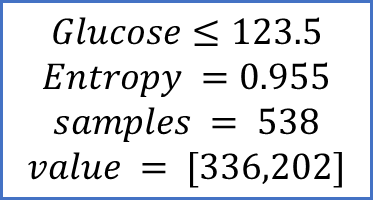 Glucose ≤ 123.5
Entropy = 0.955
samples = 538
value = [336,202]